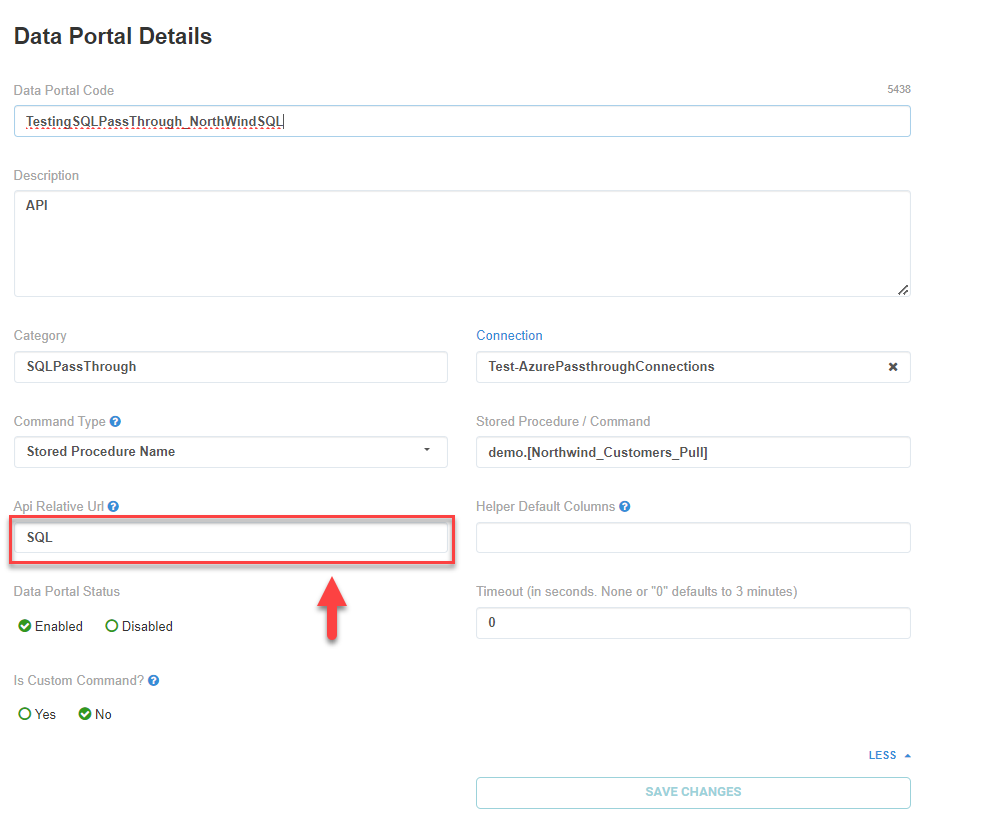 Data Portal Details
Data Portal Code 5438
TestingSQLPassThrough_NorthWindSQL
Description
API
Category Connection
SQLPassThrough Test-AzurePassthroughConnections
Command Type Stored Procedure / Command
Stored Procedure Name demo.[Northwind_Customers_Pull]
Api Relative Url Helper Default Columns
SQL
Data Portal Status Timeout (in seconds. None or "0" defaults to 3 minutes)
Enabled Disabled 0
Is Custom Command?
Yes No
LESS
SAVE CHANGES